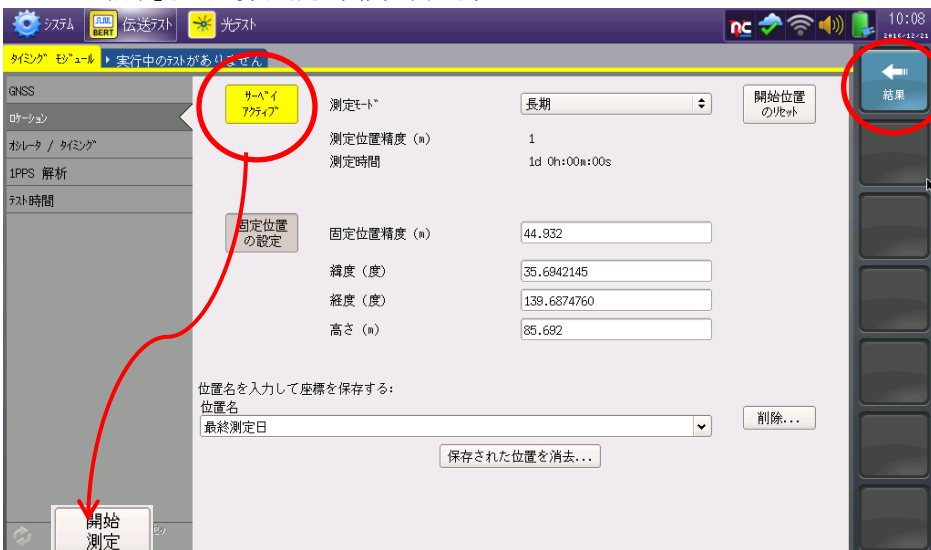 システム
伝送テスト
BERT
光テスト
10:08
2016/12/21
タイミング モジュール
実行中のテストがありません
結果
GNSS
ロケーション
オシレータ / タイミング
1PPS 解析
テスト時間
サーベイ
アクティブ
測定モード
長期
開始位置
のリセット
測定位置精度 (m)
1
測定時間
1d 0h:00m:00s
固定位置
の設定
固定位置精度 (m)
44.932
緯度 (度)
35.6942145
経度 (度)
139.6874760
高さ (m)
85.692
位置名を入力して座標を保存する:
位置名
最終測定日
削除...
保存された位置を消去...
開始
測定